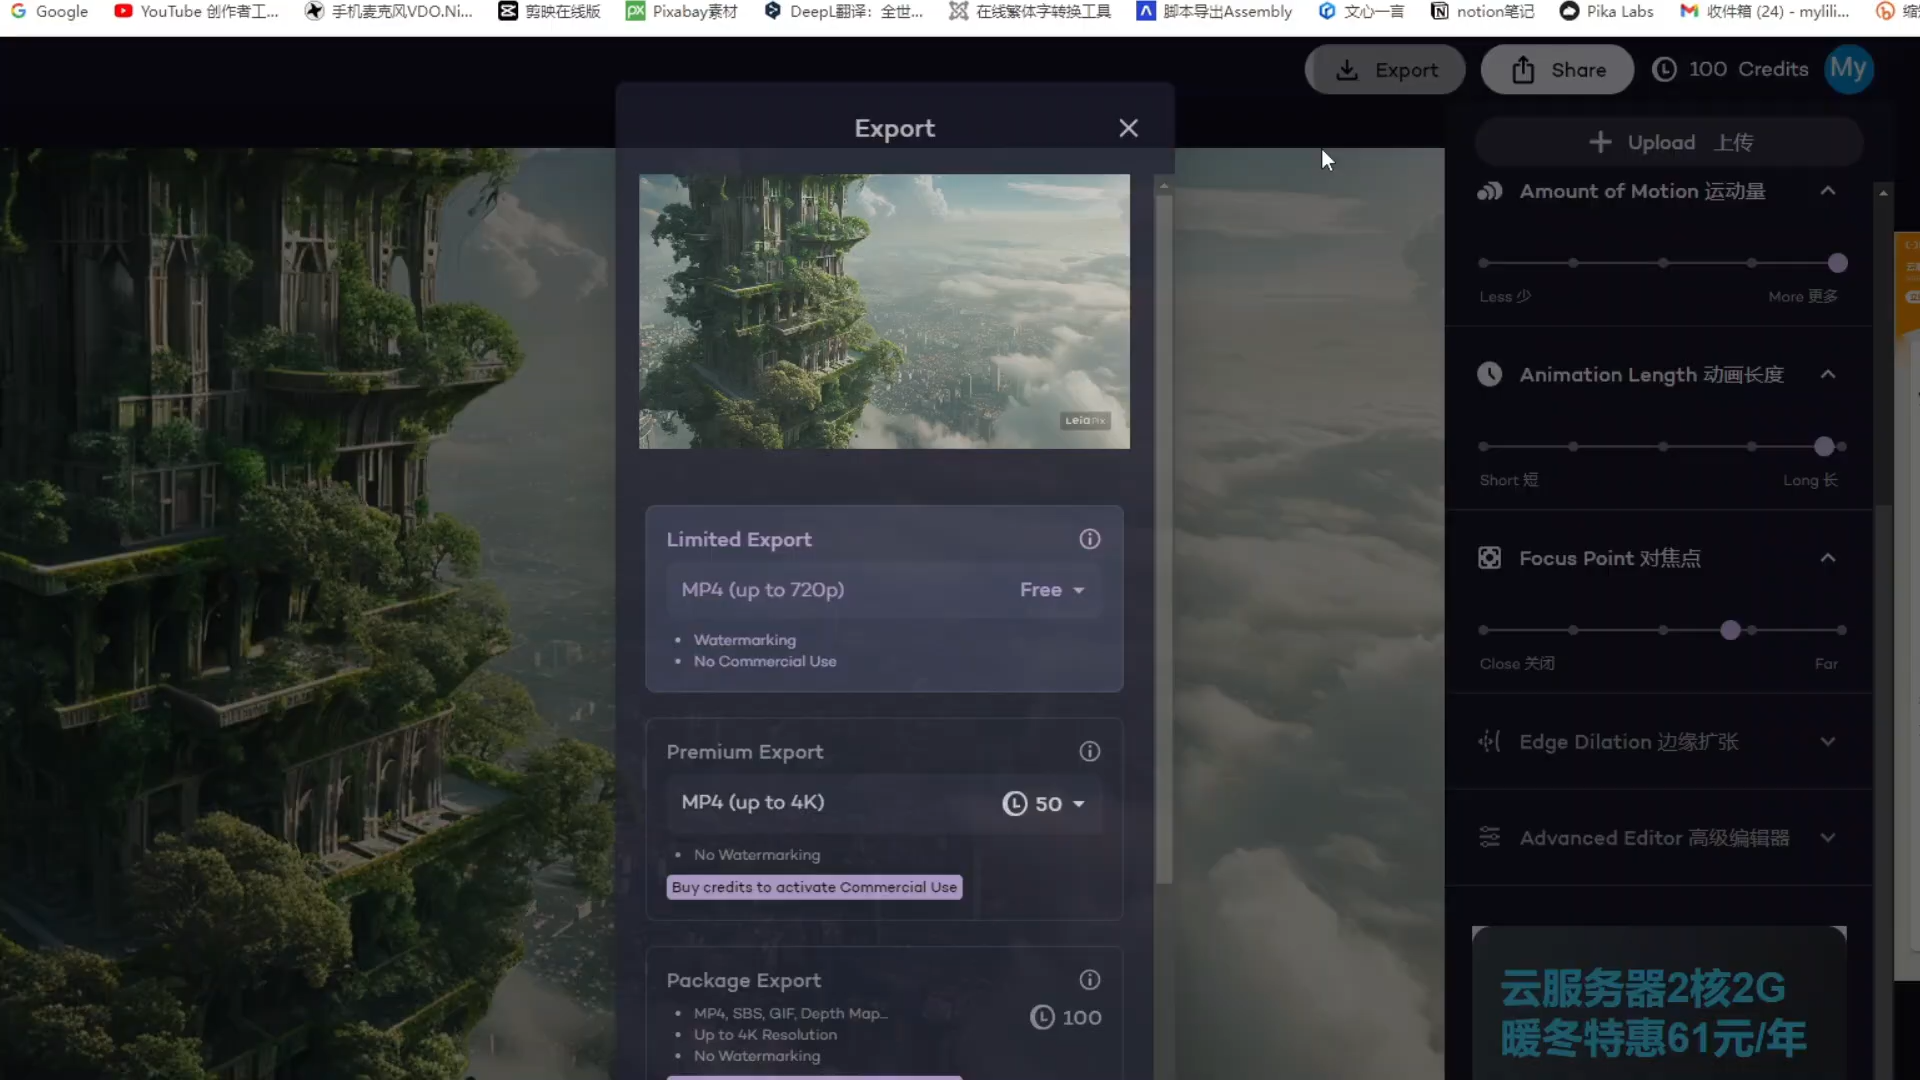 Google
YouTube 创作者工...
手机麦克风VDO.Ni...
剪映在线版
Pixabay素材
DeepL翻译：全世...
在线繁体字转换工具
脚本导出Assembly
文心一言
notion笔记
Pika Labs
收件箱 (24) - mylili...
Export
Share
100 Credits
My
Export
Upload 上传
Amount of Motion 运动量
Less 少
More 更多
Animation Length 动画长度
Short 短
Long 长
Focus Point 对焦点
Close 关闭
Far
Edge Dilation 边缘扩张
Advanced Editor 高级编辑器
云服务器2核2G
暖冬特惠61元/年
LeiaPix
Limited Export
MP4 (up to 720p)
Free
Watermarking
No Commercial Use
Premium Export
MP4 (up to 4K)
50
No Watermarking
Buy credits to activate Commercial Use
Package Export
MP4, SBS, GIF, Depth Map...
100
Up to 4K Resolution
No Watermarking